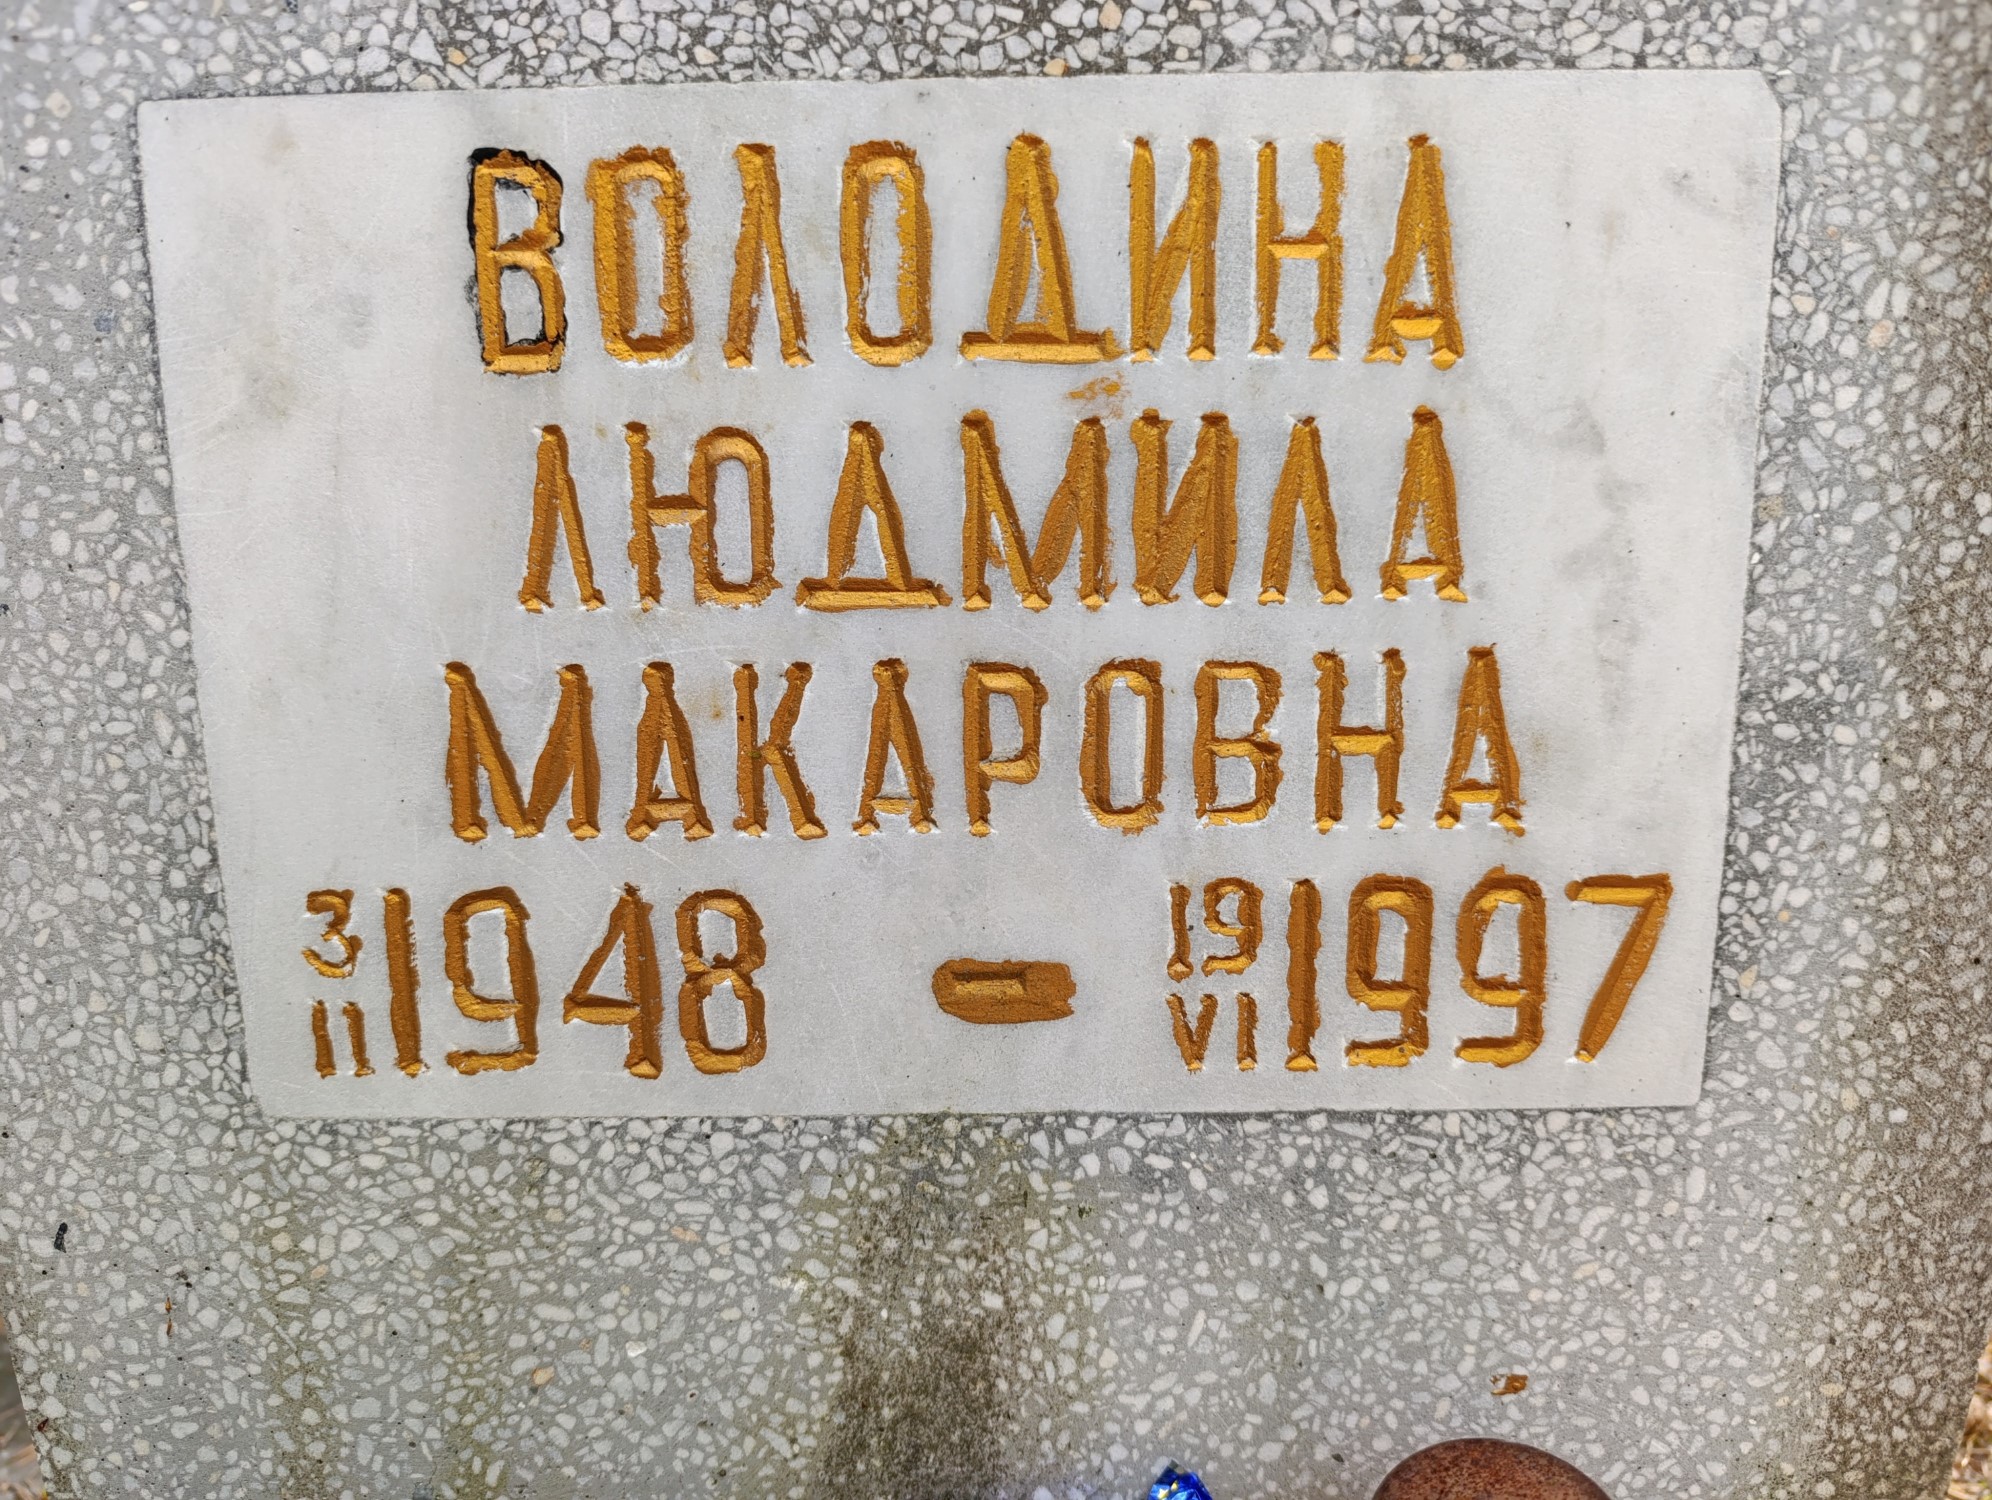 ВОЛОДИНА
ЛЮДМИЛА
МАКАРОВНА
3/II 1948 - 19/VI 1997